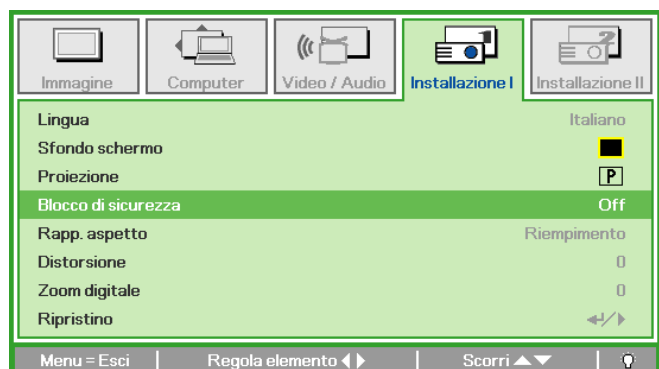 Immagine Computer Video / Audio Installazione I Installazione II
Lingua Italiano
Sfondo schermo
Proiezione P
Blocco di sicurezza Off
Rapp. aspetto Riempimento
Distorsione 0
Zoom digitale 0
Ripristino
Menu = Esci Regola elemento Scorri